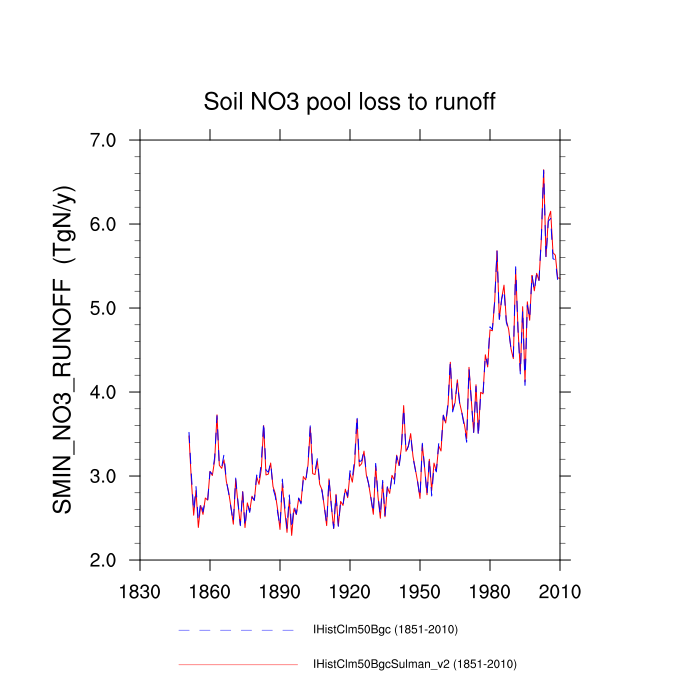 Soil NO3 pool loss to runoff
SMIN_NO3_RUNOFF (TgN/y)
7.0
6.0
5.0
4.0
3.0
2.0
1830 1860 1890 1920 1950 1980 2010
IHistClm50Bgc (1851-2010)
IHistClm50BgcSulman_v2 (1851-2010)